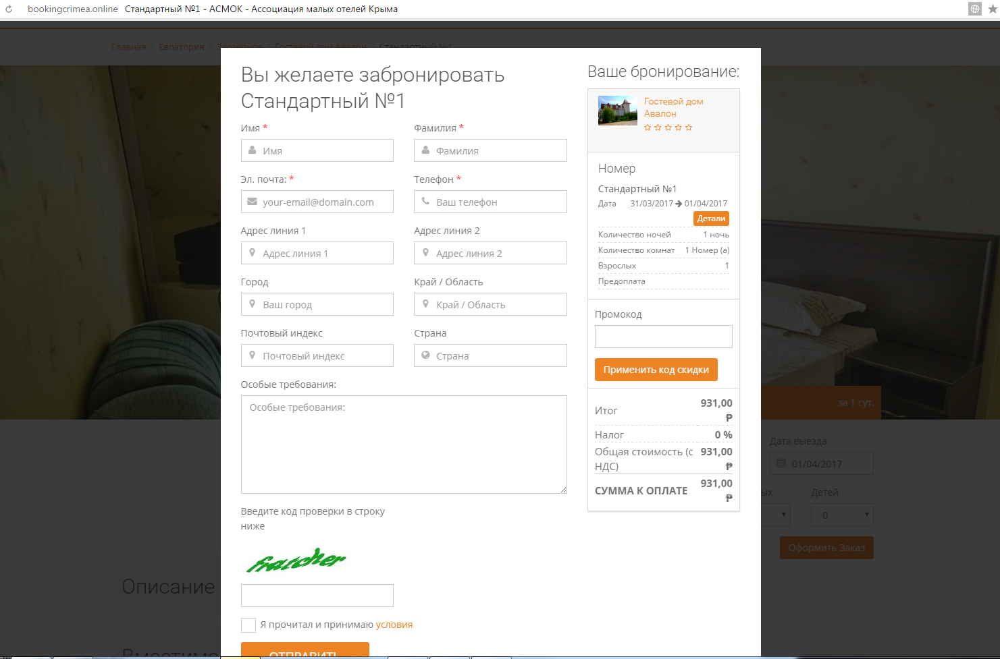 bookingcrimea.online Стандартный №1 - АСМОК - Ассоциация малых отелей Крыма
Главная Евпатория Заозерное Гостевой дом Авалон Стандартный №1
Вы желаете забронировать
Стандартный №1
Имя *
Фамилия *
Имя
Фамилия
Эл. почта: *
Телефон *
your-email@domain.com
Ваш телефон
Адрес линия 1
Адрес линия 2
Адрес линия 1
Адрес линия 2
Город
Край / Область
Ваш город
Край / Область
Почтовый индекс
Страна
Почтовый индекс
Страна
Особые требования:
Особые требования:
Введите код проверки в строку
ниже
Я прочитал и принимаю условия
ОТПРАВИТЬ
Ваше бронирование:
Гостевой дом
Авалон
Номер
Стандартный №1
Дата 31/03/2017 → 01/04/2017
Детали
Количество ночей 1 ночь
Количество комнат 1 Номер (а)
Взрослых 1
Предоплата
Промокод
Применить код скидки
Итог 931,00 ₽
Налог 0 %
Общая стоимость (с НДС) 931,00 ₽
СУММА К ОПЛАТЕ 931,00 ₽
за 1 сут.
Дата выезда
01/04/2017
ых Детей
0
Оформить Заказ
Описание